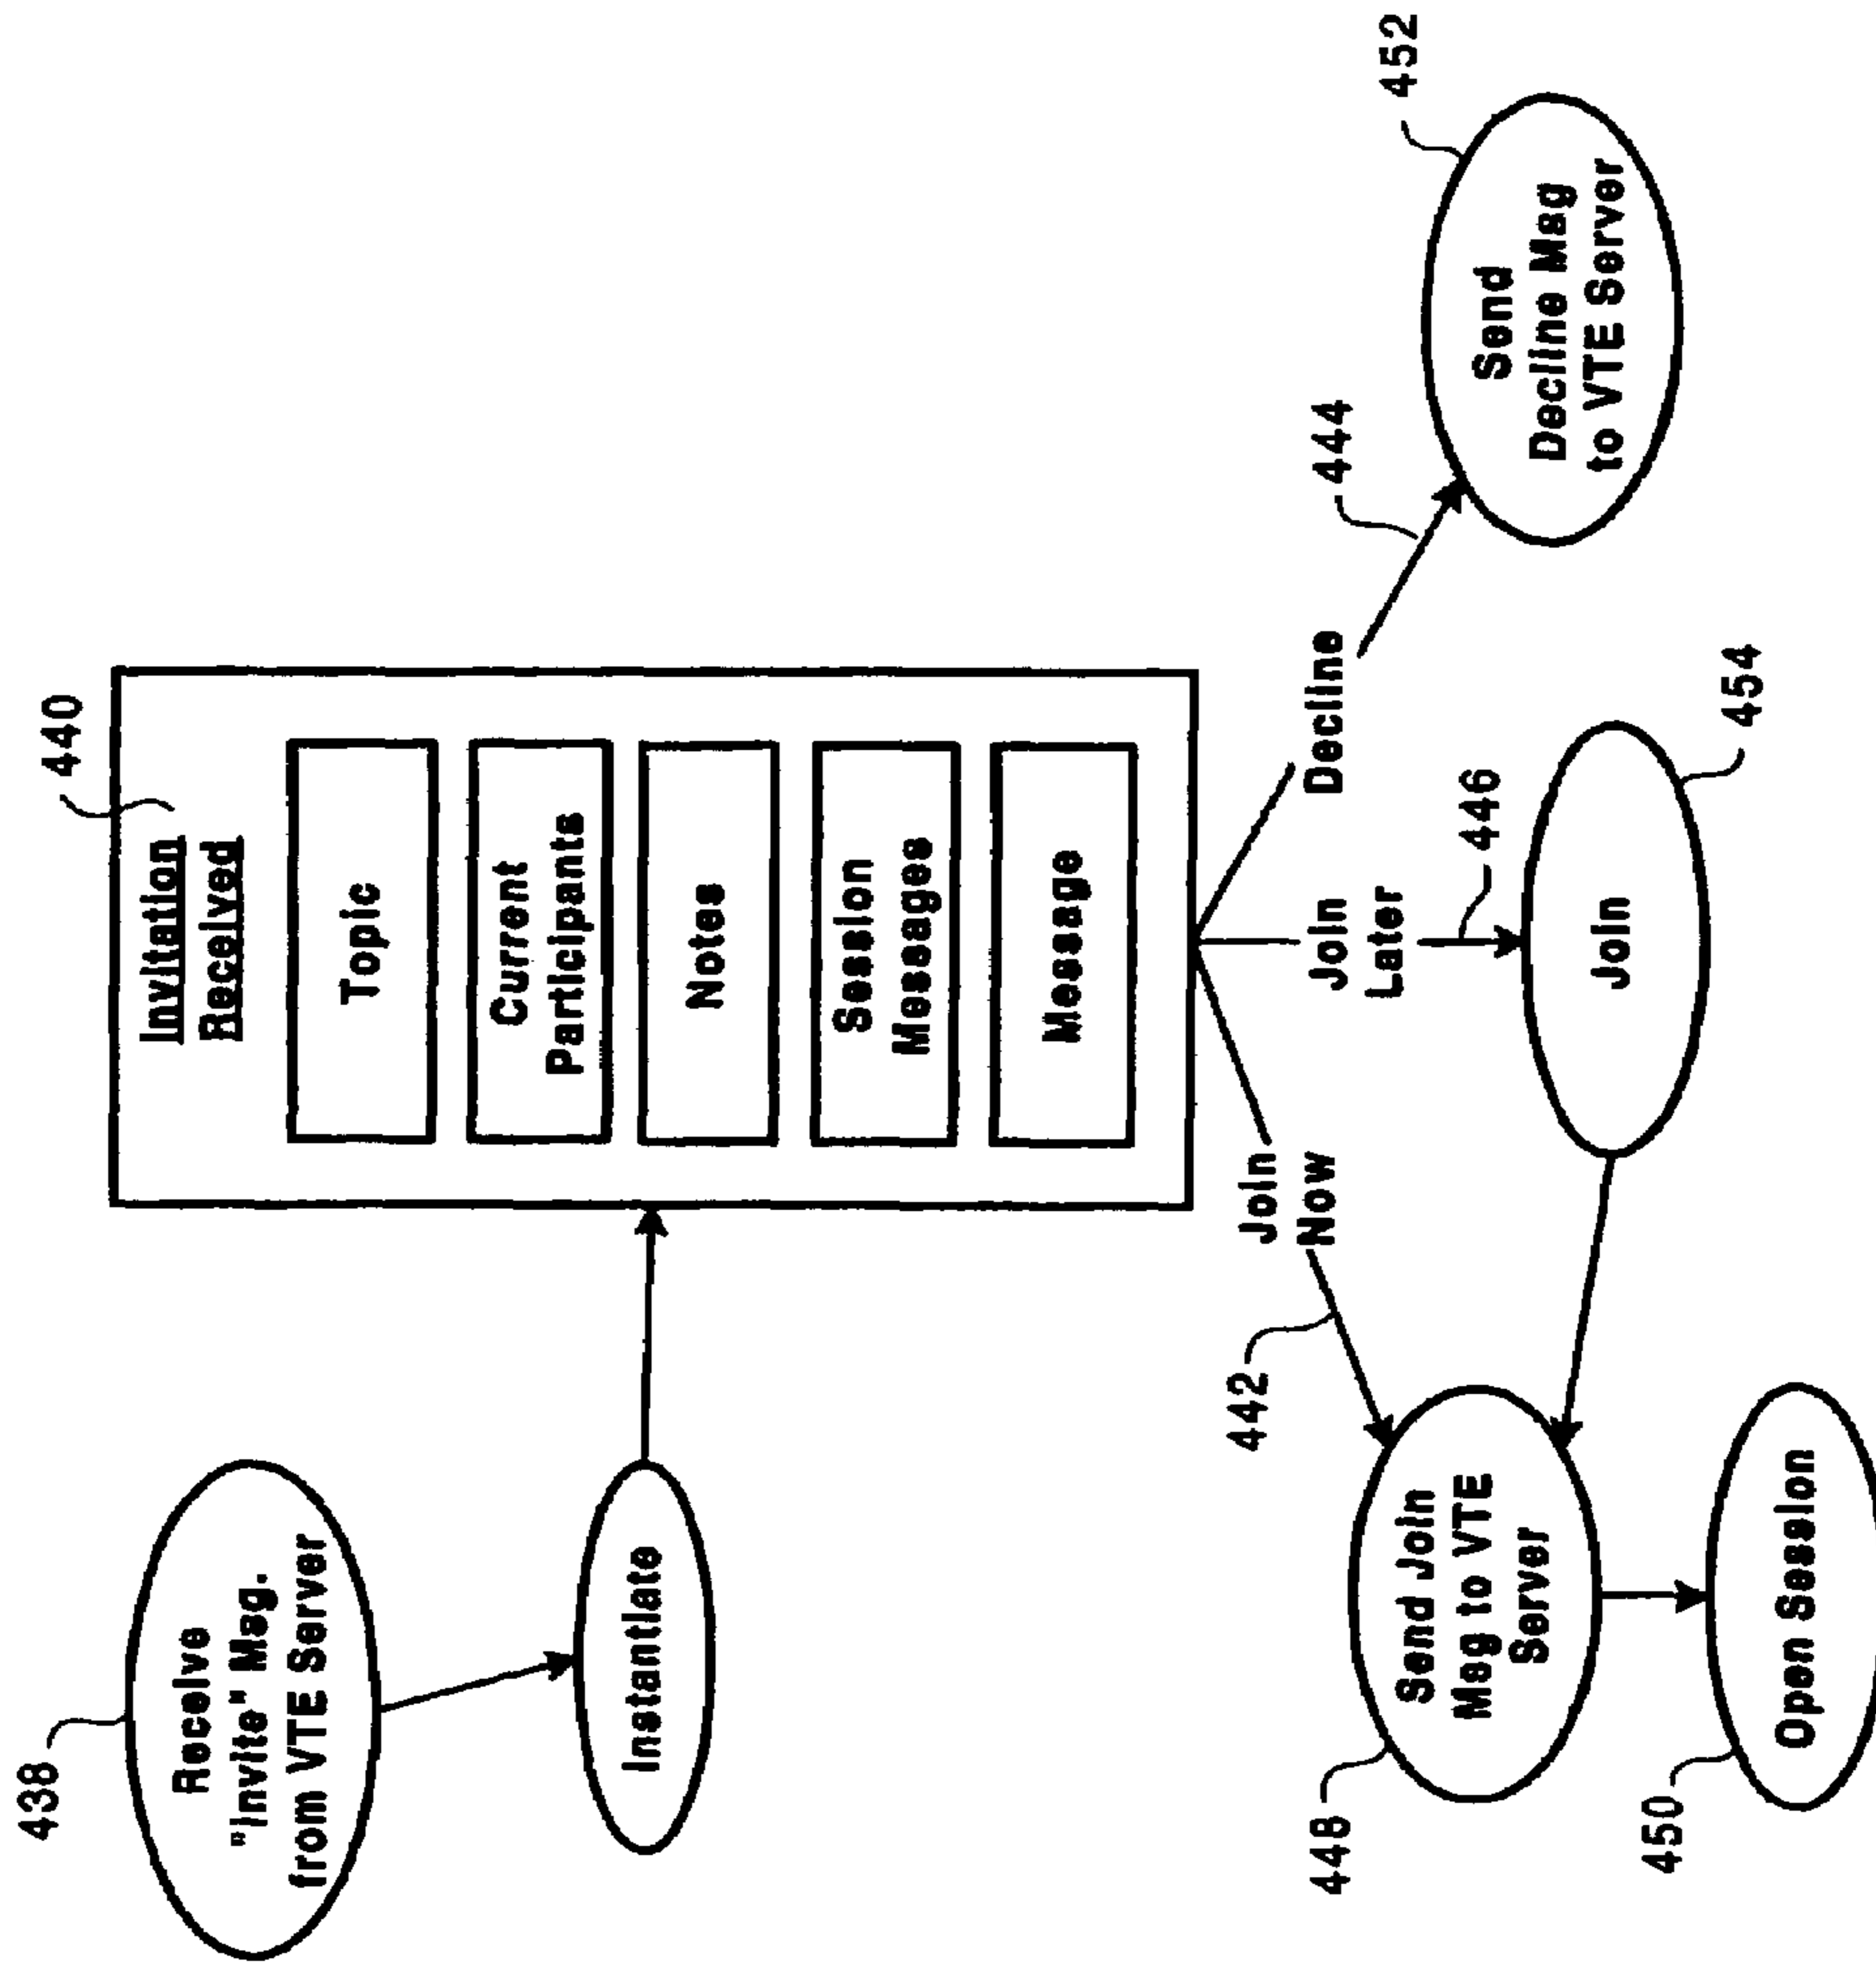 438
Receive
"Invite" Msg.
from VTE Server
Instantiate
440
Invitation
Received
Topic
Current
Participants
Notes
Session
Messages
Message
442
Join
Now
Join
Later
446
Decline
444
448
Send Join
Msg to VTE
Server
450
Open Session
Join
454
452
Send
Decline Msg
to VTE Server